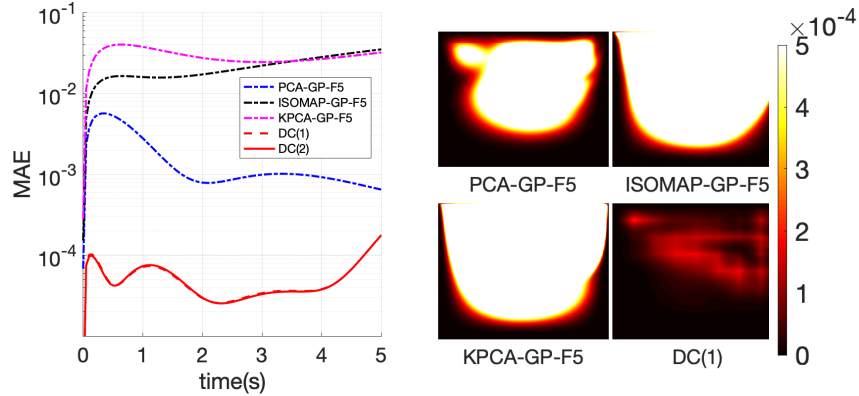 10⁻¹
10⁻²
10⁻³
10⁻⁴
MAE
0 1 2 3 4 5
time(s)
PCA-GP-F5
ISOMAP-GP-F5
KPCA-GP-F5
DC(1)
DC(2)
PCA-GP-F5 ISOMAP-GP-F5
KPCA-GP-F5 DC(1)
×10⁻⁴
5
4
3
2
1
0